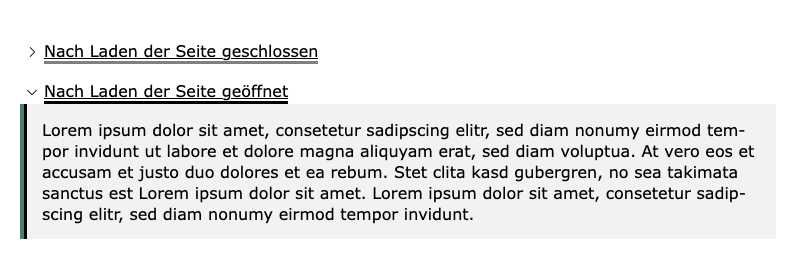 Nach Laden der Seite geschlossen
Nach Laden der Seite geöffnet
Lorem ipsum dolor sit amet, consetetur sadipscing elitr, sed diam nonumy eirmod tem-
por invidunt ut labore et dolore magna aliquyam erat, sed diam voluptua. At vero eos et
accusam et justo duo dolores et ea rebum. Stet clita kasd gubergren, no sea takimata
sanctus est Lorem ipsum dolor sit amet. Lorem ipsum dolor sit amet, consetetur sadip-
scing elitr, sed diam nonumy eirmod tempor invidunt.